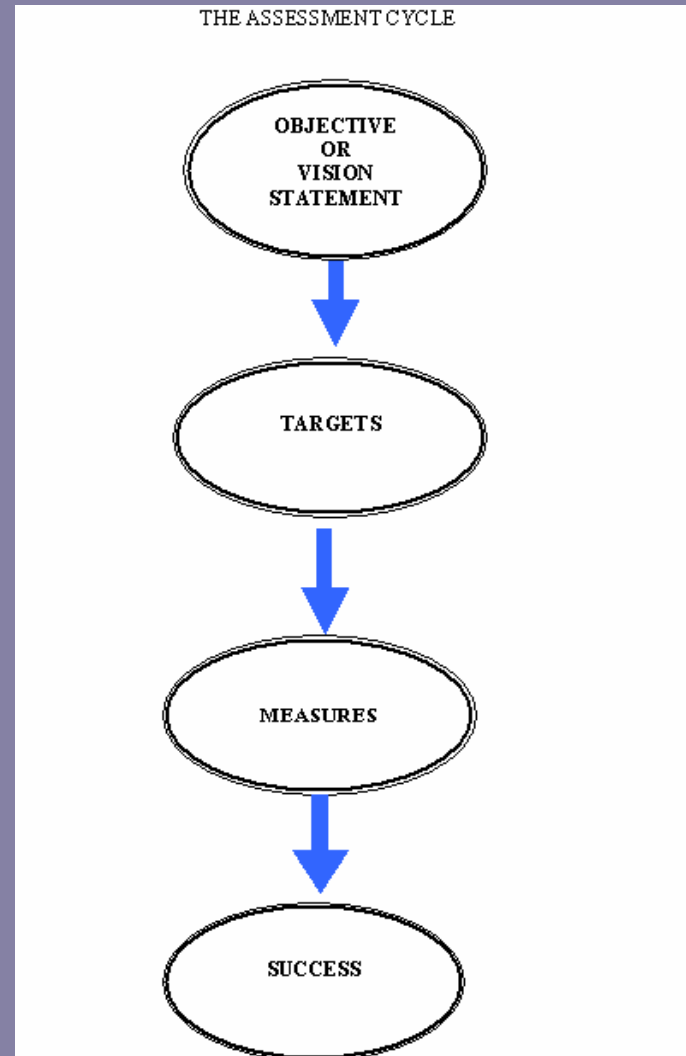 THE ASSESSMENT CYCLE
OBJECTIVE
OR
VISION
STATEMENT
TARGETS
MEASURES
SUCCESS